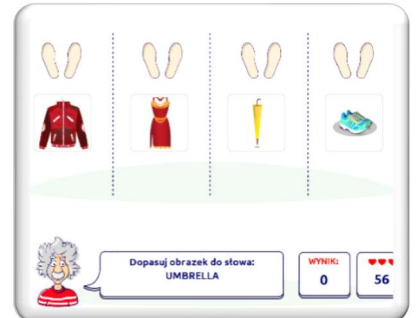 Dopasuj obrazek do słowa:
UMBRELLA
WYNIK:
0
56